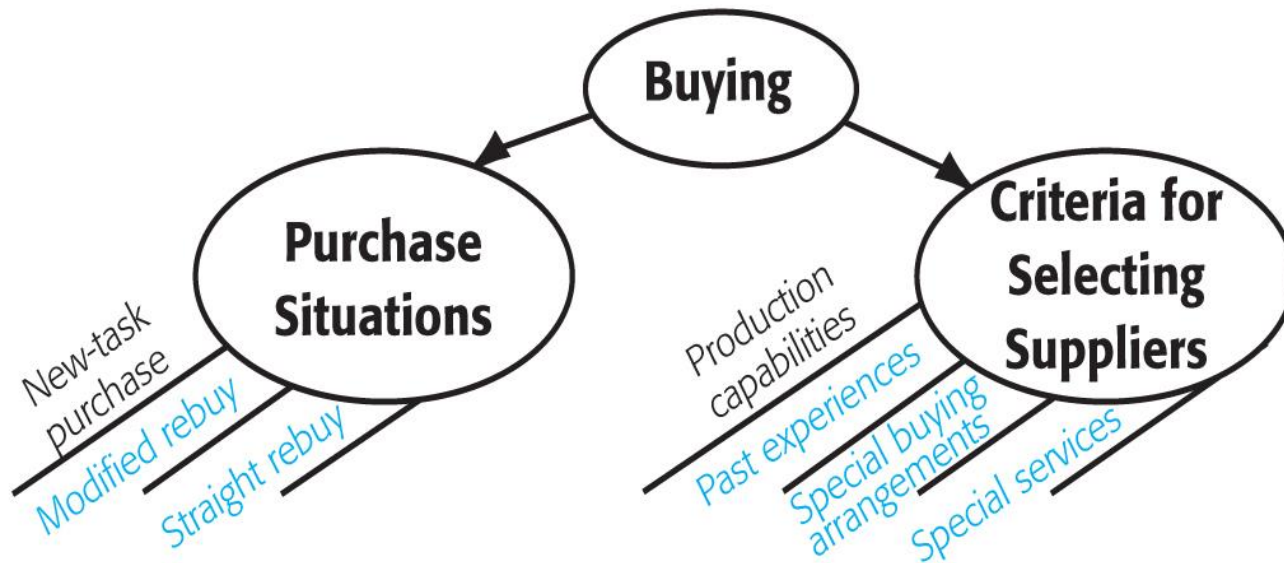 Buying
Purchase
Situations
New-task
purchase
Modified rebuy
Straight rebuy
Criteria for
Selecting
Suppliers
Production
capabilities
Past experiences
Special buying
arrangements
Special services